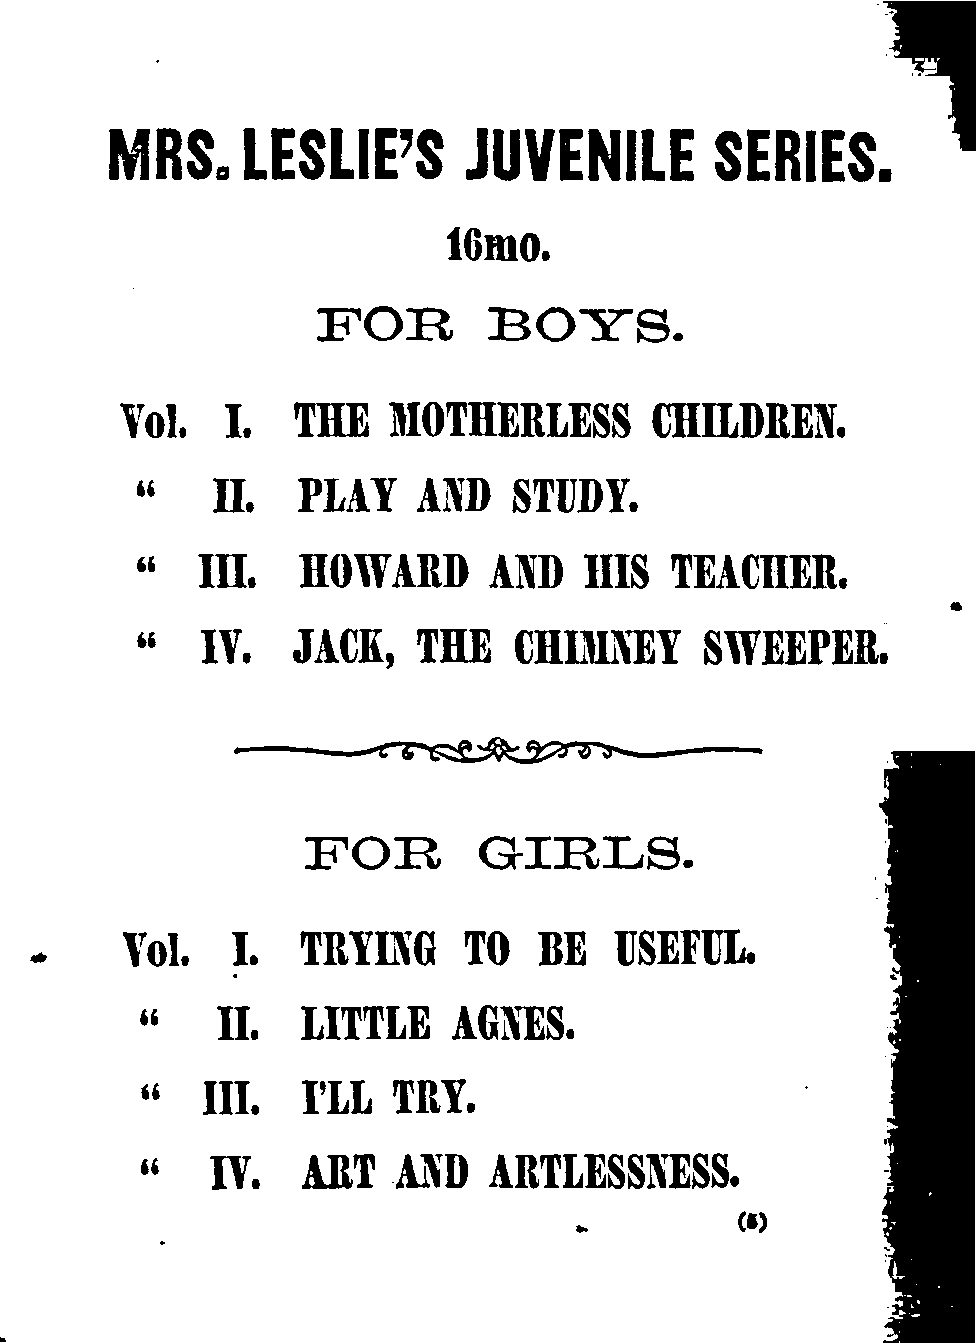 MRS. LESLIE'S JUVENILE SERIES.
16mo.
FOR BOYS.
Vol. I. THE MOTHERLESS CHILDREN.
“ II. PLAY AND STUDY.
“ III. HOWARD AND HIS TEACHER.
“ IV. JACK, THE CHIMNEY SWEEPER.
FOR GIRLS.
Vol. I. TRYING TO BE USEFUL.
“ II. LITTLE AGNES.
“ III. I'LL TRY.
“ IV. ART AND ARTLESSNESS.
(5)